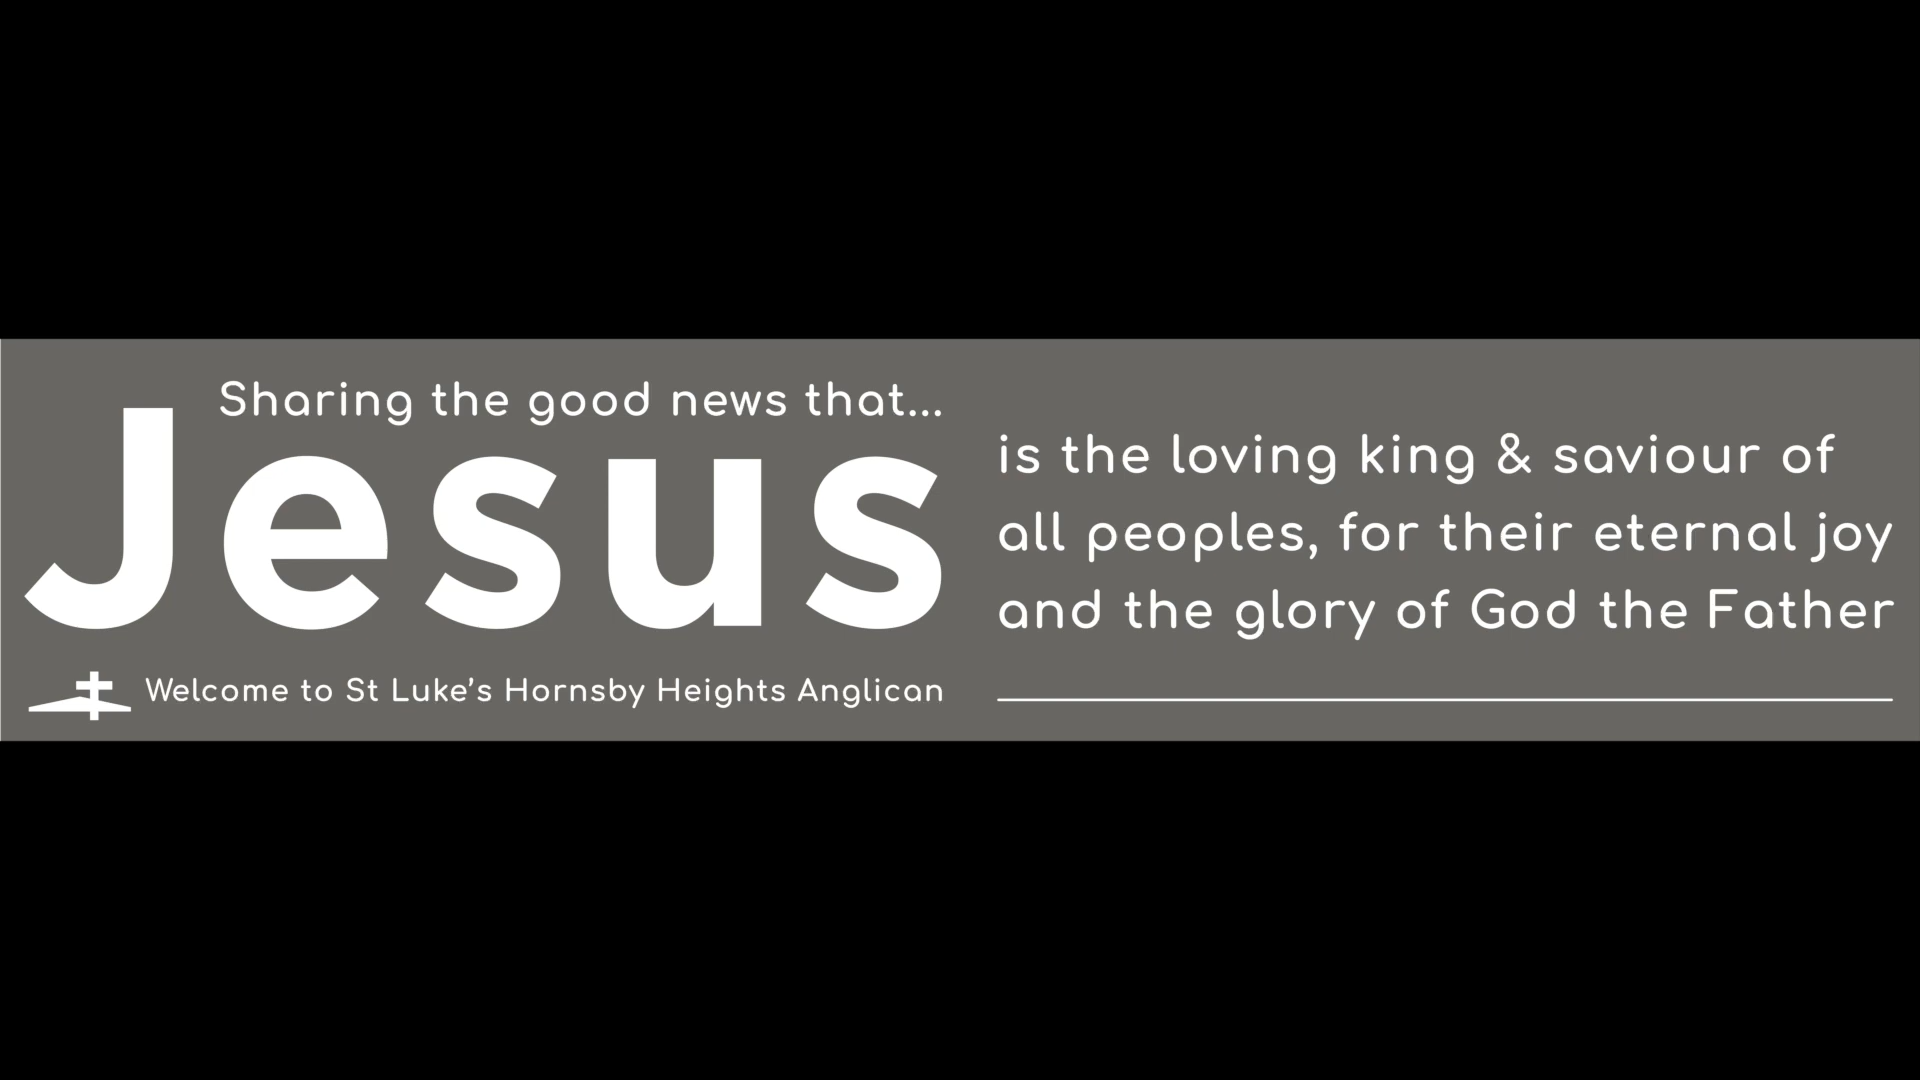 Sharing the good news that...
Jesus
is the loving king & saviour of
all peoples, for their eternal joy
and the glory of God the Father
Welcome to St Luke’s Hornsby Heights Anglican